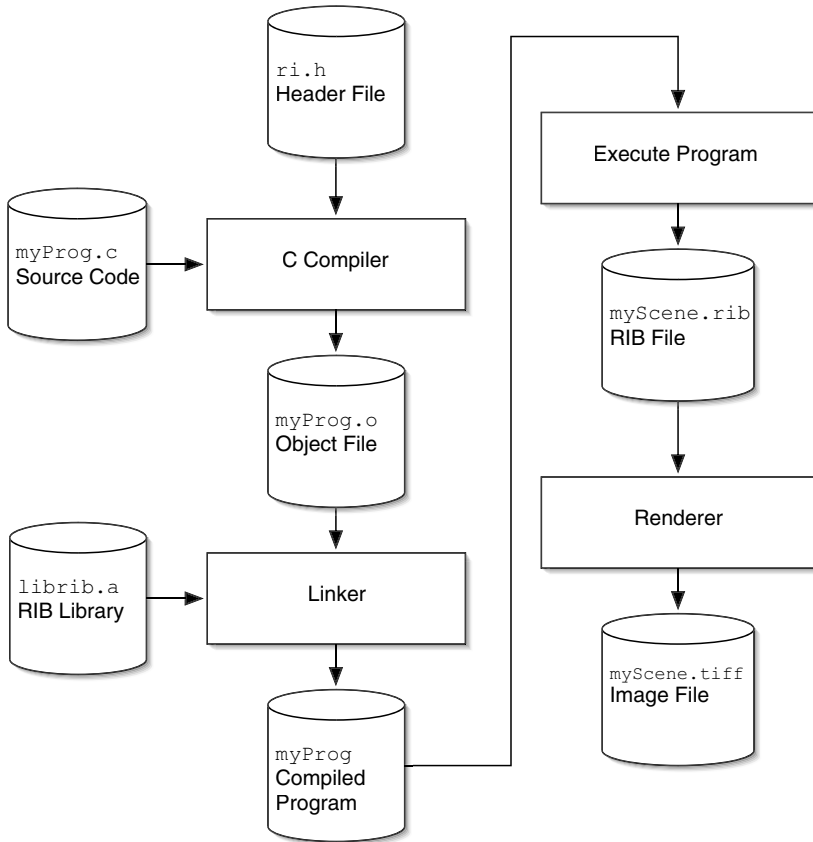 ri.h
Header File
myProg.c
Source Code
C Compiler
myProg.o
Object File
librib.a
RIB Library
Linker
myProg
Compiled
Program
Execute Program
myScene.rib
RIB File
Renderer
myScene.tiff
Image File